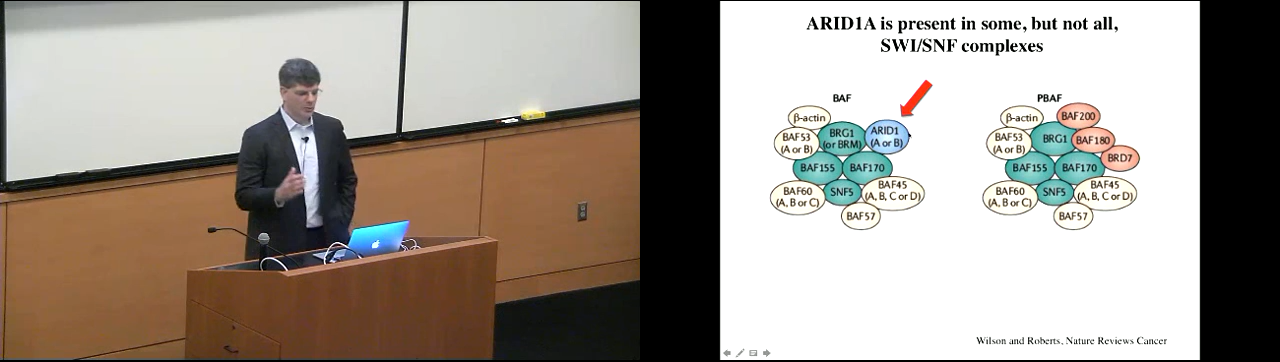 ARID1A is present in some, but not all,
SWI/SNF complexes
BAF
β-actin
BAF53
(A or B)
BRG1
(or BRM)
ARID1
(A or B)
BAF155
BAF170
BAF60
(A, B or C)
SNF5
BAF45
(A, B, C or D)
BAF57
PBAF
β-actin
BAF200
BAF53
(A or B)
BRG1
BAF180
BRD7
BAF155
BAF170
BAF60
(A, B or C)
SNF5
BAF45
(A, B, C or D)
BAF57
Wilson and Roberts, Nature Reviews Cancer